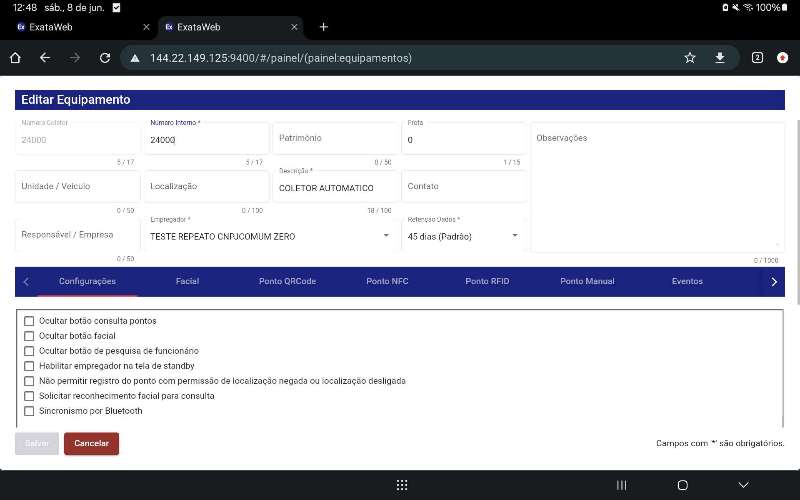 12:48 sáb., 8 de jun. 100%
ExataWeb ExataWeb
144.22.149.125:9400/#/painel/(painel:equipamentos) 2
Editar Equipamento
Número Coletor Número Interno * Patrimônio Frota Observações
24000 24000 0
5 / 17 5 / 17 0 / 50 1 / 15
Unidade / Veículo Localização Descrição * Contato
COLETOR AUTOMATICO
0 / 50 0 / 100 18 / 100
Responsável / Empresa Empregador * Retenção Dados *
TESTE REPEATO CNPJCOMUM ZERO 45 dias (Padrão)
0 / 50 0 / 1000
Configurações Facial Ponto QRCode Ponto NFC Ponto RFID Ponto Manual Eventos
Ocultar botão consulta pontos
Ocultar botão facial
Ocultar botão de pesquisa de funcionário
Habilitar empregador na tela de standby
Não permitir registro do ponto com permissão de localização negada ou localização desligada
Solicitar reconhecimento facial para consulta
Sincronismo por Bluetooth
Salvar Cancelar Campos com '*' são obrigatórios.